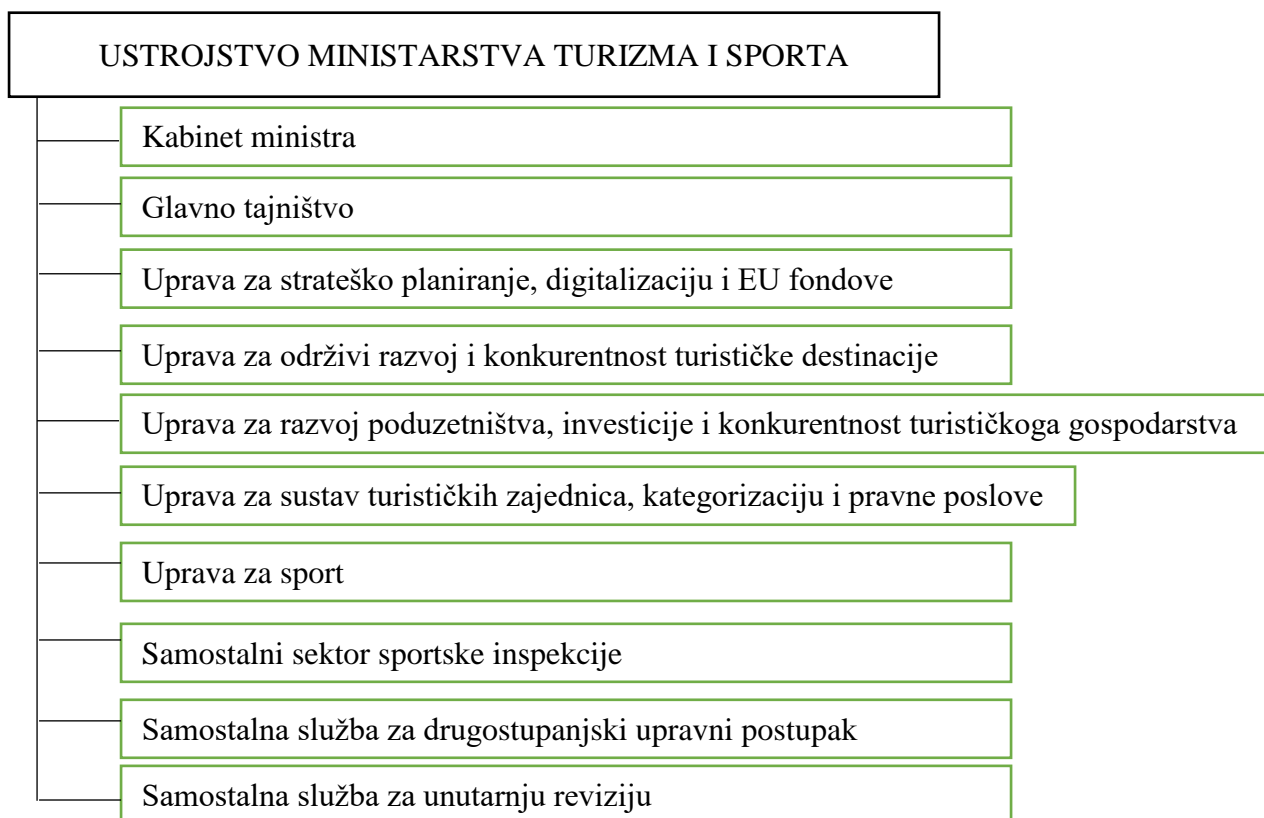 USTROJSTVO MINISTARSTVA TURIZMA I SPORTA
Kabinet ministra
Glavno tajništvo
Uprava za strateško planiranje, digitalizaciju i EU fondove
Uprava za održivi razvoj i konkurentnost turističke destinacije
Uprava za razvoj poduzetništva, investicije i konkurentnost turističkoga gospodarstva
Uprava za sustav turističkih zajednica, kategorizaciju i pravne poslove
Uprava za sport
Samostalni sektor sportske inspekcije
Samostalna služba za drugostupanjski upravni postupak
Samostalna služba za unutarnju reviziju